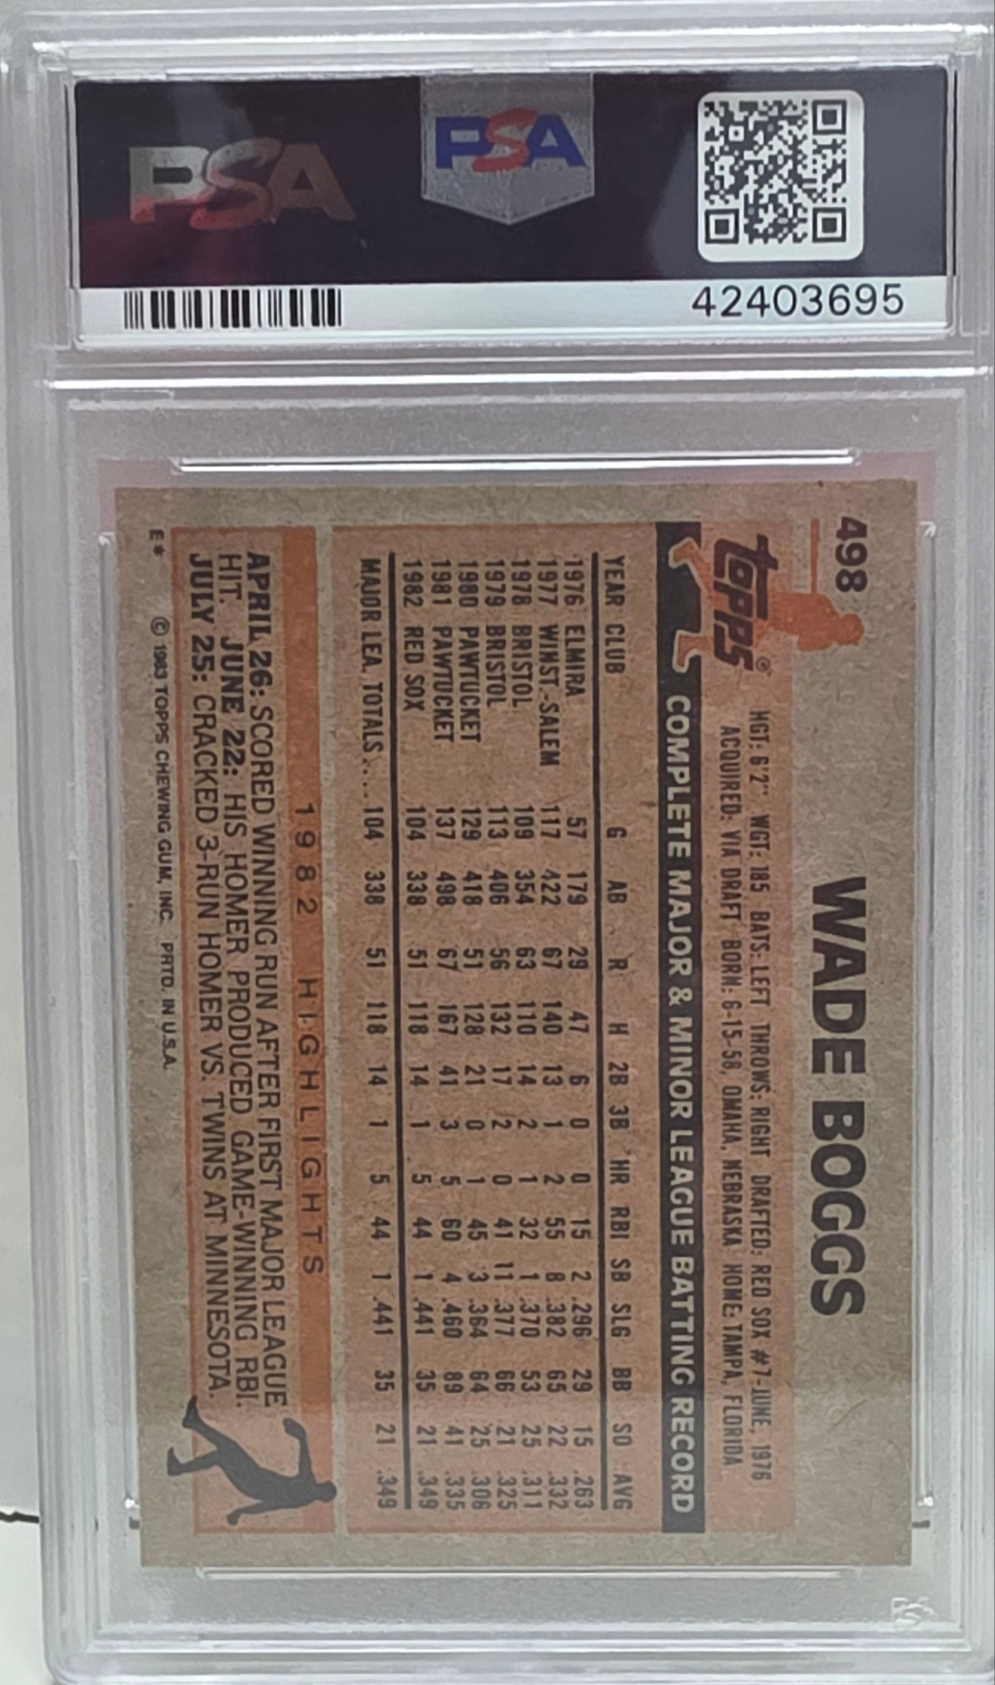 PSA
PSA
42403695
498
WADE BOGGS
TOPPS®
HGT: 6'2" WGT: 185 BATS: LEFT THROWS: RIGHT DRAFTED: RED SOX #7-JUNE, 1976
ACQUIRED: VIA DRAFT BORN: 6-15-58, OMAHA, NEBRASKA HOME: TAMPA, FLORIDA
COMPLETE MAJOR & MINOR LEAGUE BATTING RECORD
YEAR CLUB G AB R H 2B 3B HR RBI SB SLG BB SO AVG
1976 ELMIRA 57 179 29 47 6 0 0 15 2 .296 29 15 .263
1977 WINST.-SALEM 117 422 67 140 13 1 2 55 8 .382 65 22 .332
1978 BRISTOL 109 354 63 110 14 2 1 32 1 .370 53 25 .311
1979 BRISTOL 113 406 56 132 17 2 0 41 11 .377 66 21 .325
1980 PAWTUCKET 129 418 51 128 21 0 1 45 3 .364 64 25 .306
1981 PAWTUCKET 137 498 67 167 41 3 5 60 4 .460 89 41 .335
1982 RED SOX 104 338 51 118 14 1 5 44 1 .441 35 21 .349
MAJOR LEA. TOTALS .... 104 338 51 118 14 1 5 44 1 .441 35 21 .349
1982 HIGHLIGHTS
APRIL 26: SCORED WINNING RUN AFTER FIRST MAJOR LEAGUE
HIT. JUNE 22: HIS HOMER PRODUCED GAME-WINNING RBI.
JULY 25: CRACKED 3-RUN HOMER VS. TWINS AT MINNESOTA.
E* © 1983 TOPPS CHEWING GUM, INC. PRTD. IN U.S.A.